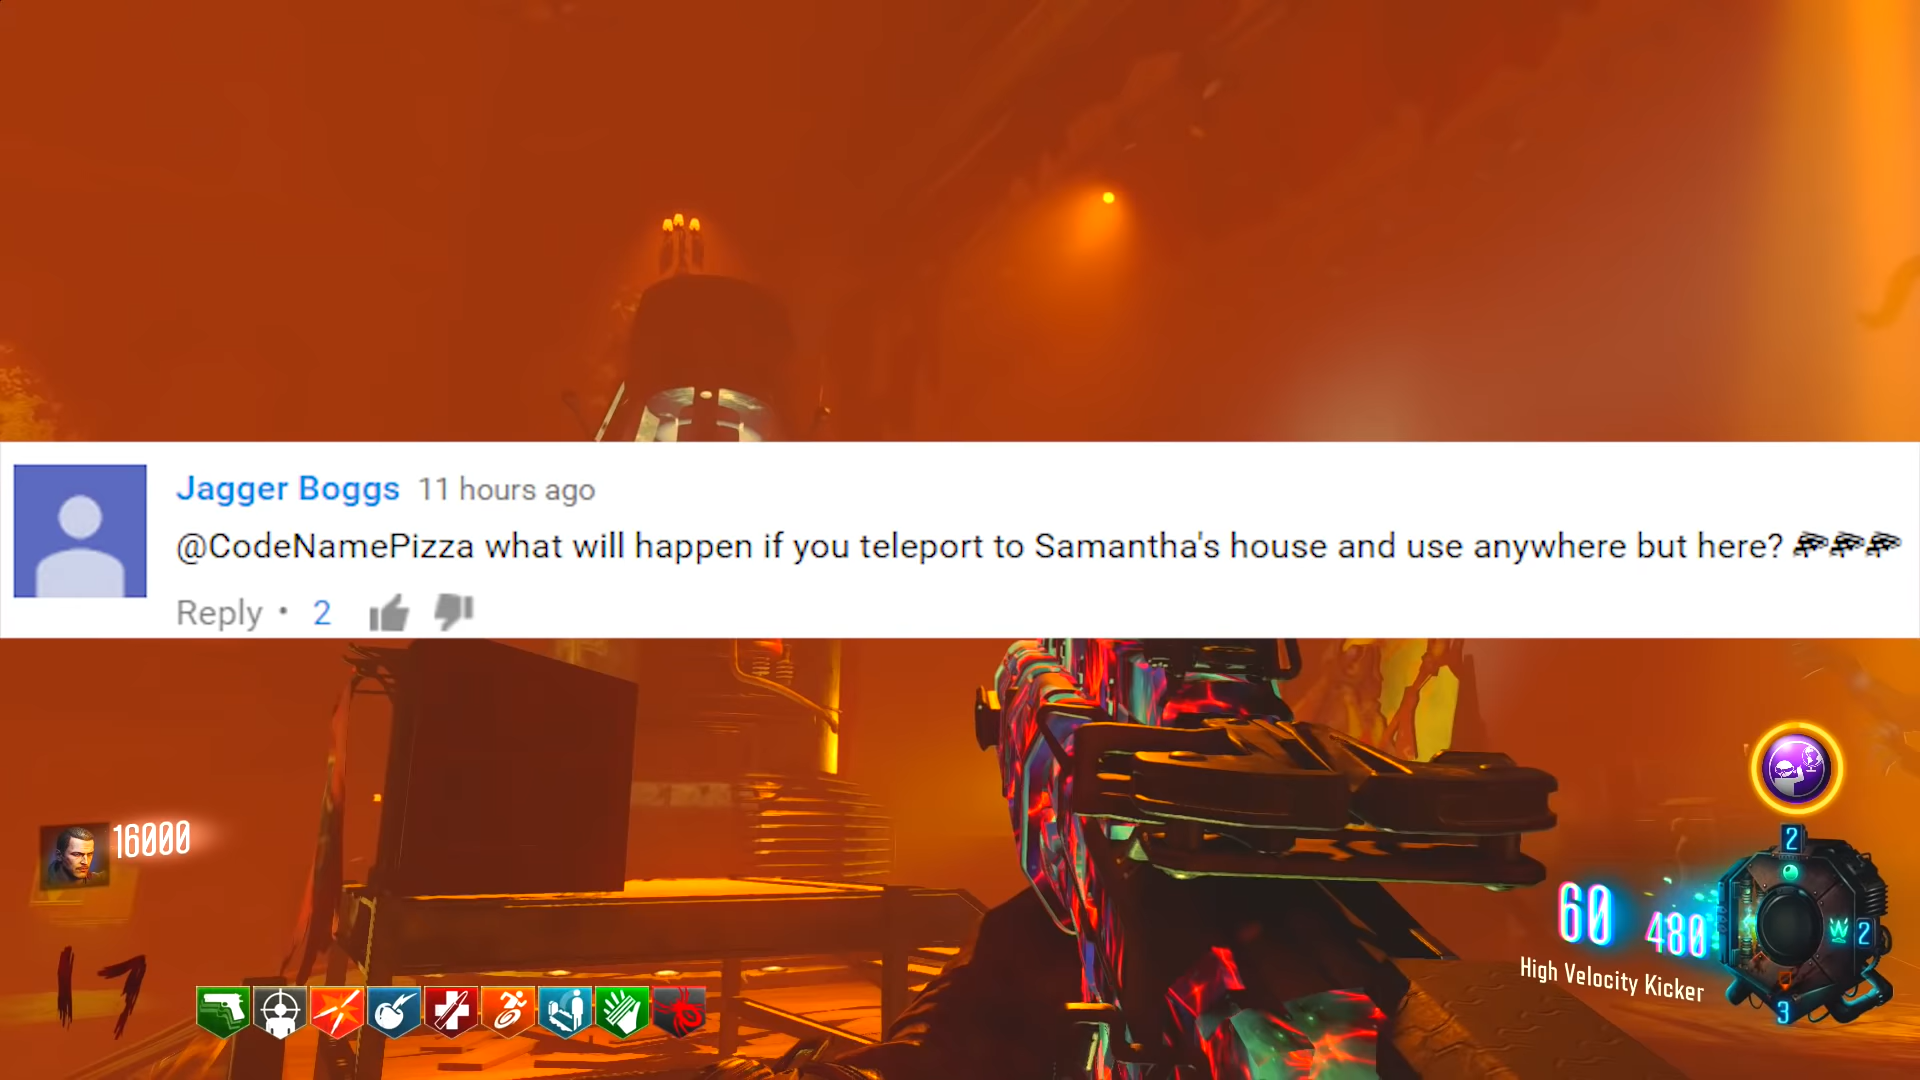 Jagger Boggs 11 hours ago
@CodeNamePizza what will happen if you teleport to Samantha's house and use anywhere but here?
Reply • 2
16000
17
2
60 480
W 2
High Velocity Kicker
3